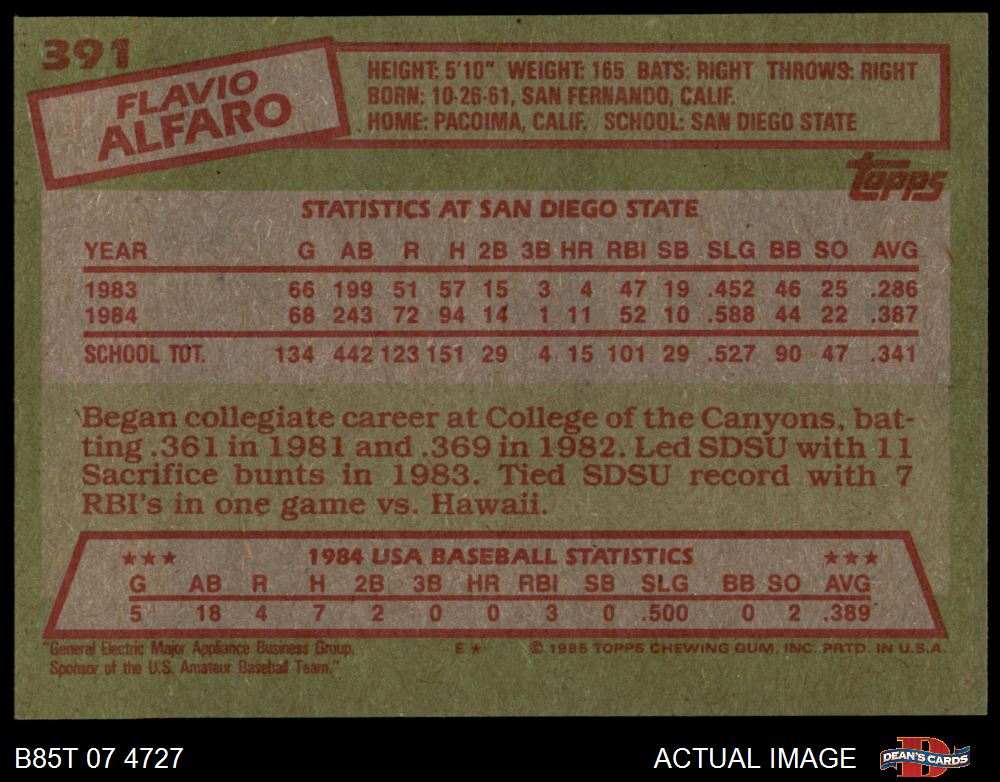 391
FLAVIO
ALFARO
HEIGHT: 5'10" WEIGHT: 165 BATS: RIGHT THROWS: RIGHT
BORN: 10-26-61, SAN FERNANDO, CALIF.
HOME: PACOIMA, CALIF. SCHOOL: SAN DIEGO STATE
topps
STATISTICS AT SAN DIEGO STATE
YEAR G AB R H 2B 3B HR RBI SB SLG BB SO AVG
1983 66 199 51 57 15 3 4 47 19 .452 46 25 .286
1984 68 243 72 94 14 1 11 52 10 .588 44 22 .387
SCHOOL TOT. 134 442 123 151 29 4 15 101 29 .527 90 47 .341
Began collegiate career at College of the Canyons, bat-
ting .361 in 1981 and .369 in 1982. Led SDSU with 11
Sacrifice bunts in 1983. Tied SDSU record with 7
RBI's in one game vs. Hawaii.
★★★ 1984 USA BASEBALL STATISTICS ★★★
G AB R H 2B 3B HR RBI SB SLG BB SO AVG
5 18 4 7 2 0 0 3 0 .500 0 2 .389
"General Electric Major Appliance Business Group.
Sponsor of the U.S. Amateur Baseball Team."
E ★ © 1985 TOPPS CHEWING GUM, INC. PRTD. IN U.S.A.
B85T 07 4727 ACTUAL IMAGE D DEAN'S CARDS